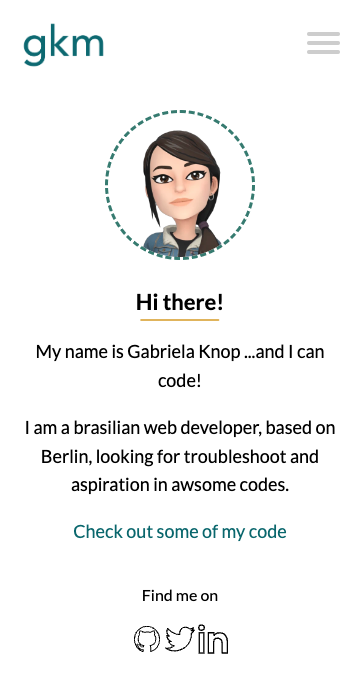 gkm
Hi there!
My name is Gabriela Knop ...and I can
code!
I am a brasilian web developer, based on
Berlin, looking for troubleshoot and
aspiration in awsome codes.
Check out some of my code
Find me on
in